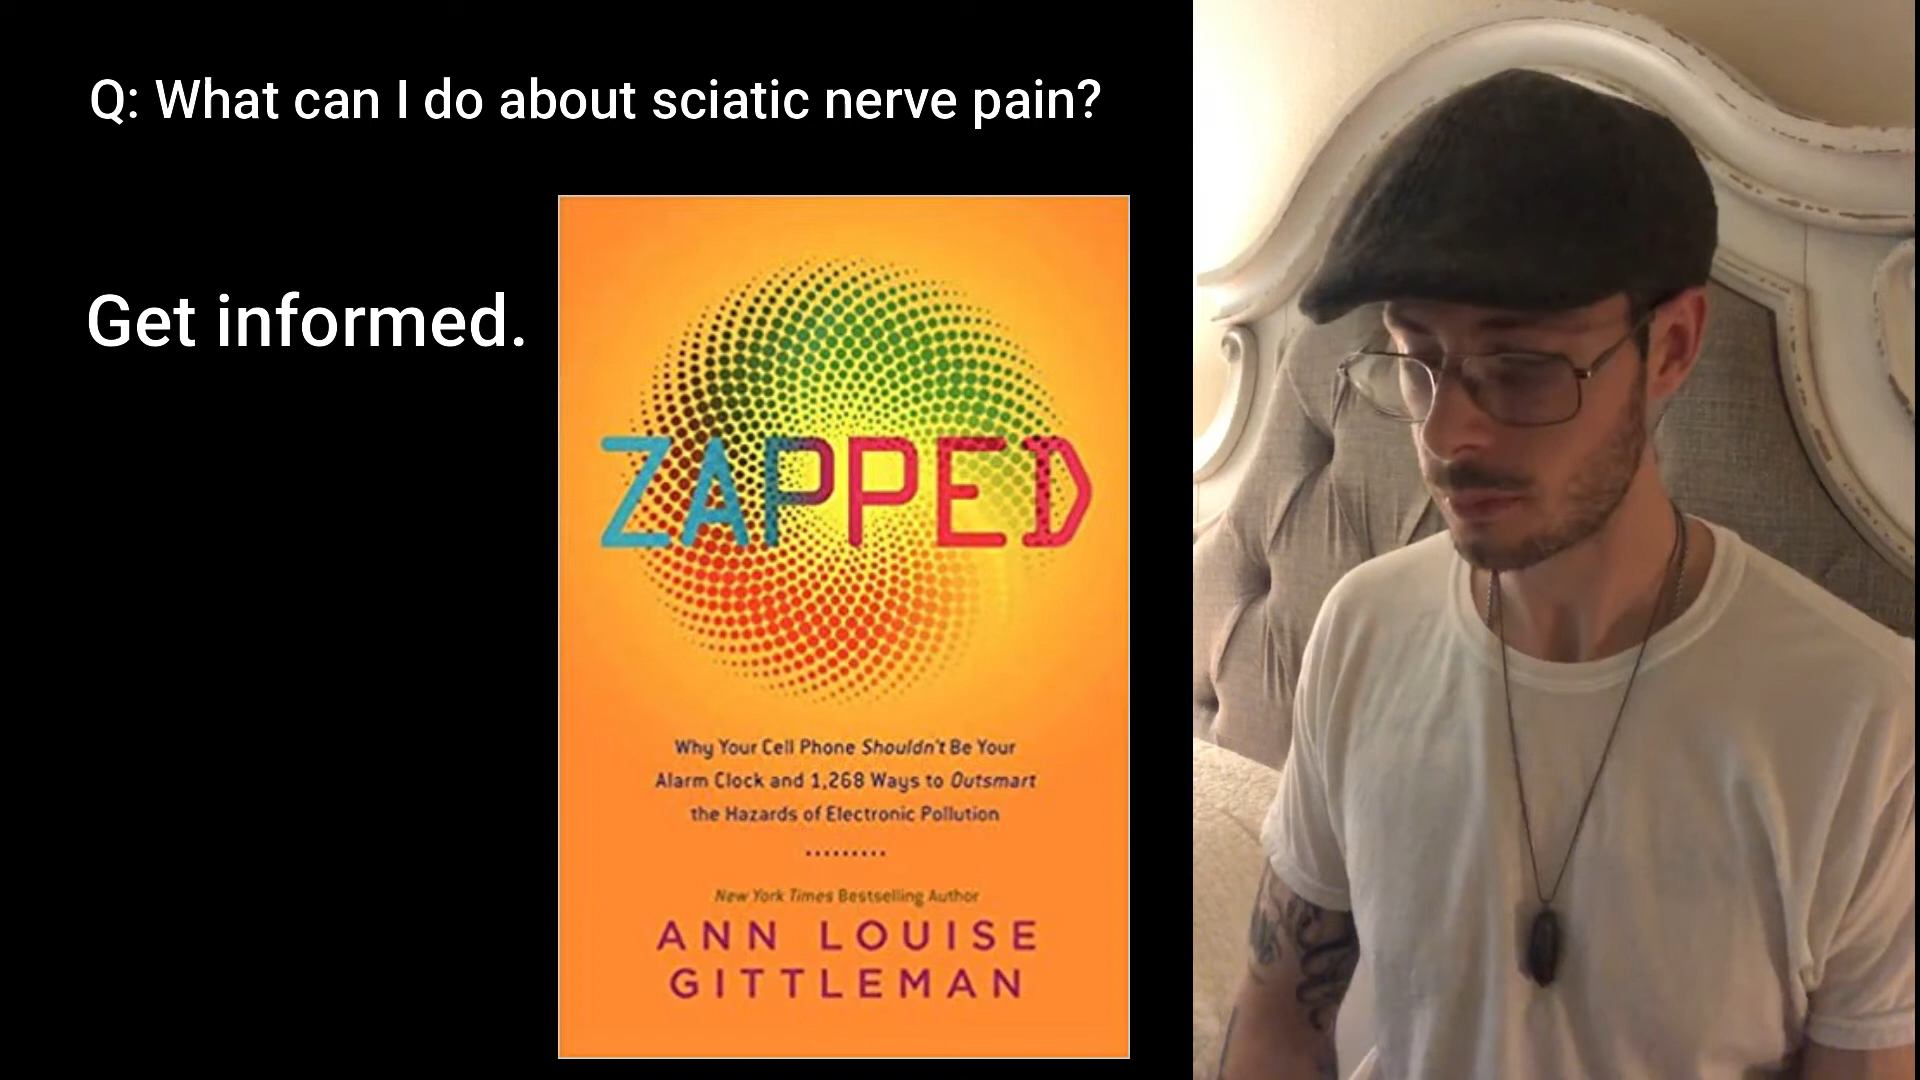 Q: What can I do about sciatic nerve pain?
Get informed.
ZAPPED
Why Your Cell Phone Shouldn't Be Your
Alarm Clock and 1,268 Ways to Outsmart
the Hazards of Electronic Pollution
New York Times Bestselling Author
ANN LOUISE
GITTLEMAN